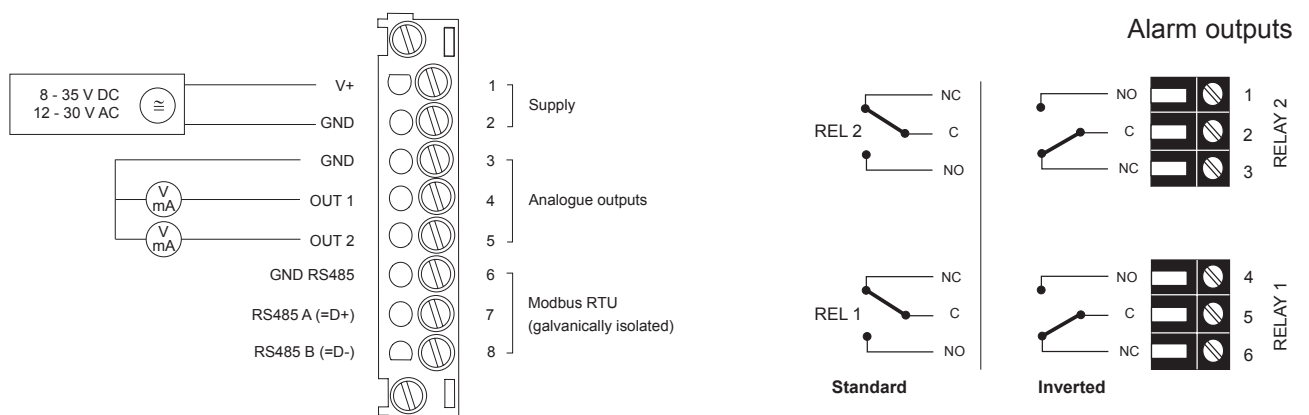 Alarm outputs
8 - 35 V DC
12 - 30 V AC
≅
V+
GND
GND
V
mA
OUT 1
V
mA
OUT 2
GND RS485
RS485 A (=D+)
RS485 B (=D-)
1
2
3
4
5
6
7
8
Supply
Analogue outputs
Modbus RTU
(galvanically isolated)
REL 2
NC
C
NO
NO
C
NC
1
2
3
RELAY 2
REL 1
NC
C
NO
NO
C
NC
4
5
6
RELAY 1
Standard
Inverted